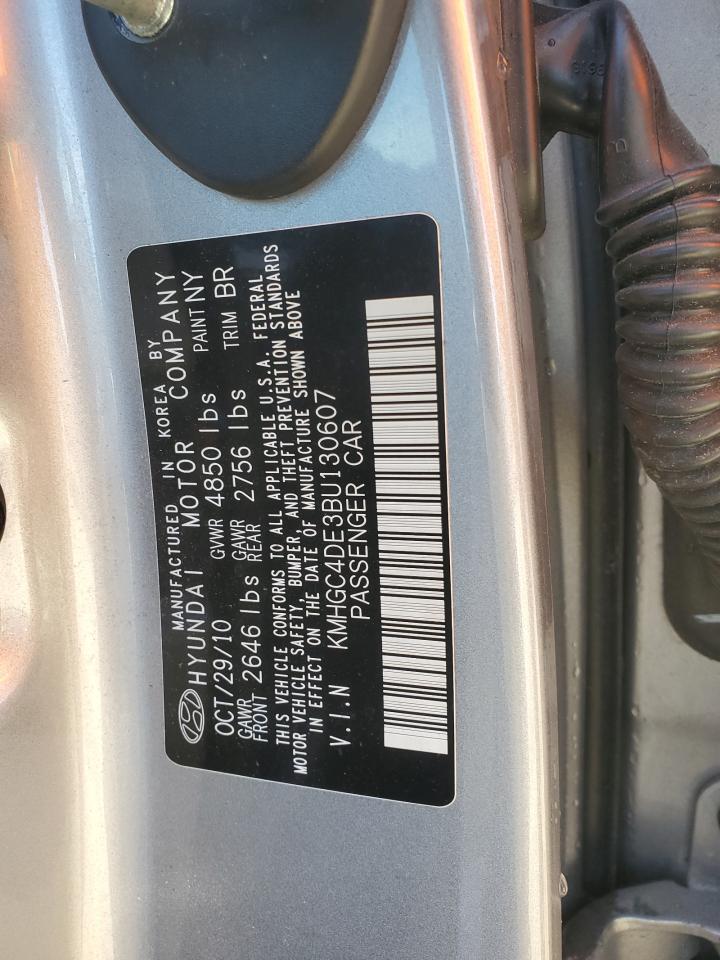 MANUFACTURED IN KOREA BY
HYUNDAI MOTOR COMPANY
OCT/29/10 GVWR 4850 lbs PAINT NY
GAWR FRONT 2646 lbs GAWR REAR 2756 lbs TRIM BR
THIS VEHICLE CONFORMS TO ALL APPLICABLE U.S.A. FEDERAL
MOTOR VEHICLE SAFETY, BUMPER, AND THEFT PREVENTION STANDARDS
IN EFFECT ON THE DATE OF MANUFACTURE SHOWN ABOVE
V.I.N KMHGC4DE3BU130607
PASSENGER CAR